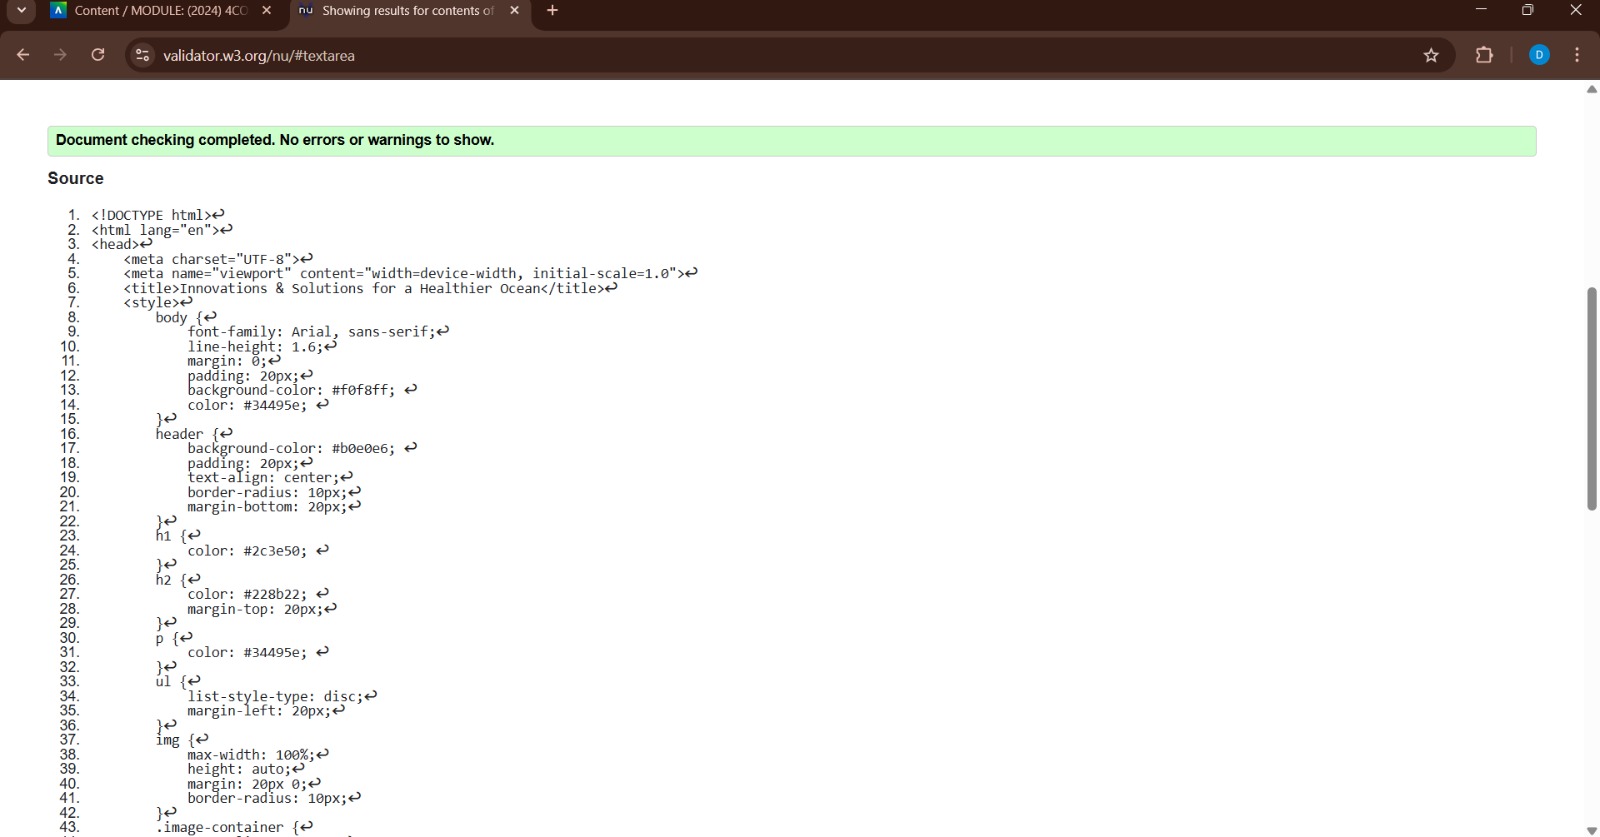 Content / MODULE: (2024) 4CO
nu Showing results for contents of
validator.w3.org/nu/#textarea
D
Document checking completed. No errors or warnings to show.
Source
1. <!DOCTYPE html>↩
2. <html lang="en">↩
3. <head>↩
4. <meta charset="UTF-8">↩
5. <meta name="viewport" content="width=device-width, initial-scale=1.0">↩
6. <title>Innovations & Solutions for a Healthier Ocean</title>↩
7. <style>↩
8. body {↩
9. font-family: Arial, sans-serif;↩
10. line-height: 1.6;↩
11. margin: 0;↩
12. padding: 20px;↩
13. background-color: #f0f8ff; ↩
14. color: #34495e; ↩
15. }↩
16. header {↩
17. background-color: #b0e0e6; ↩
18. padding: 20px;↩
19. text-align: center;↩
20. border-radius: 10px;↩
21. margin-bottom: 20px;↩
22. }↩
23. h1 {↩
24. color: #2c3e50; ↩
25. }↩
26. h2 {↩
27. color: #228b22; ↩
28. margin-top: 20px;↩
29. }↩
30. p {↩
31. color: #34495e; ↩
32. }↩
33. ul {↩
34. list-style-type: disc;↩
35. margin-left: 20px;↩
36. }↩
37. img {↩
38. max-width: 100%;↩
39. height: auto;↩
40. margin: 20px 0;↩
41. border-radius: 10px;↩
42. }↩
43. .image-container {↩